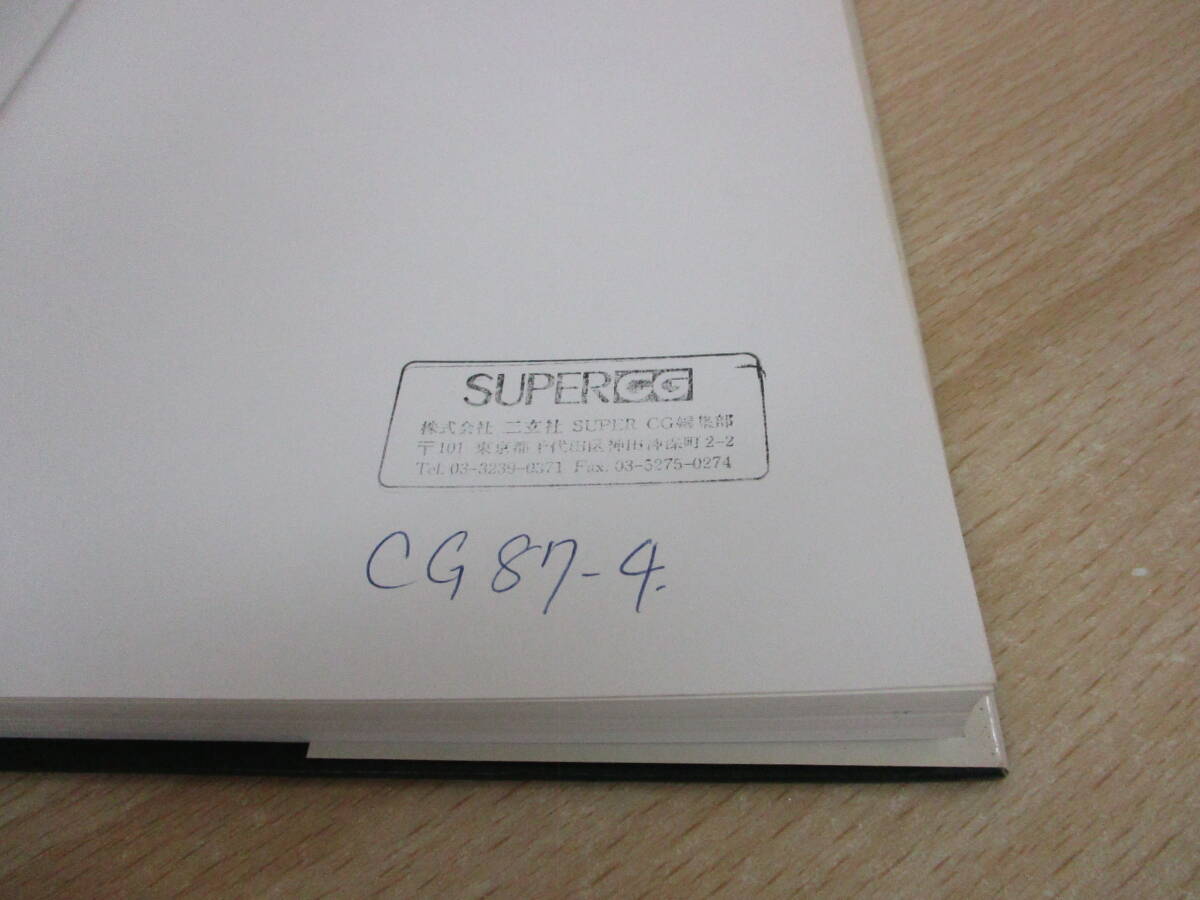 SUPER CG
株式会社 二玄社 SUPER CG編集部
〒101 東京都千代田区神田神保町2-2
Tel. 03-3239-0371 Fax. 03-5275-0274
CG 87-4.